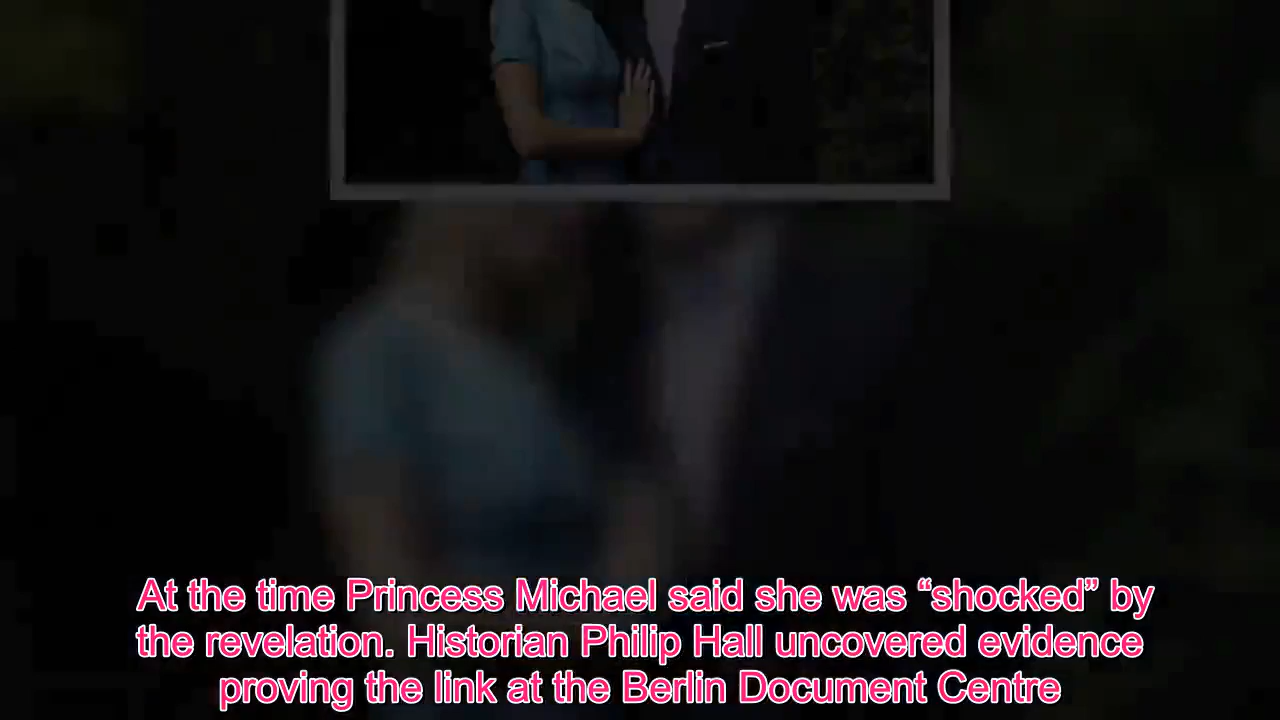 At the time Princess Michael said she was “shocked” by
the revelation. Historian Philip Hall uncovered evidence
proving the link at the Berlin Document Centre